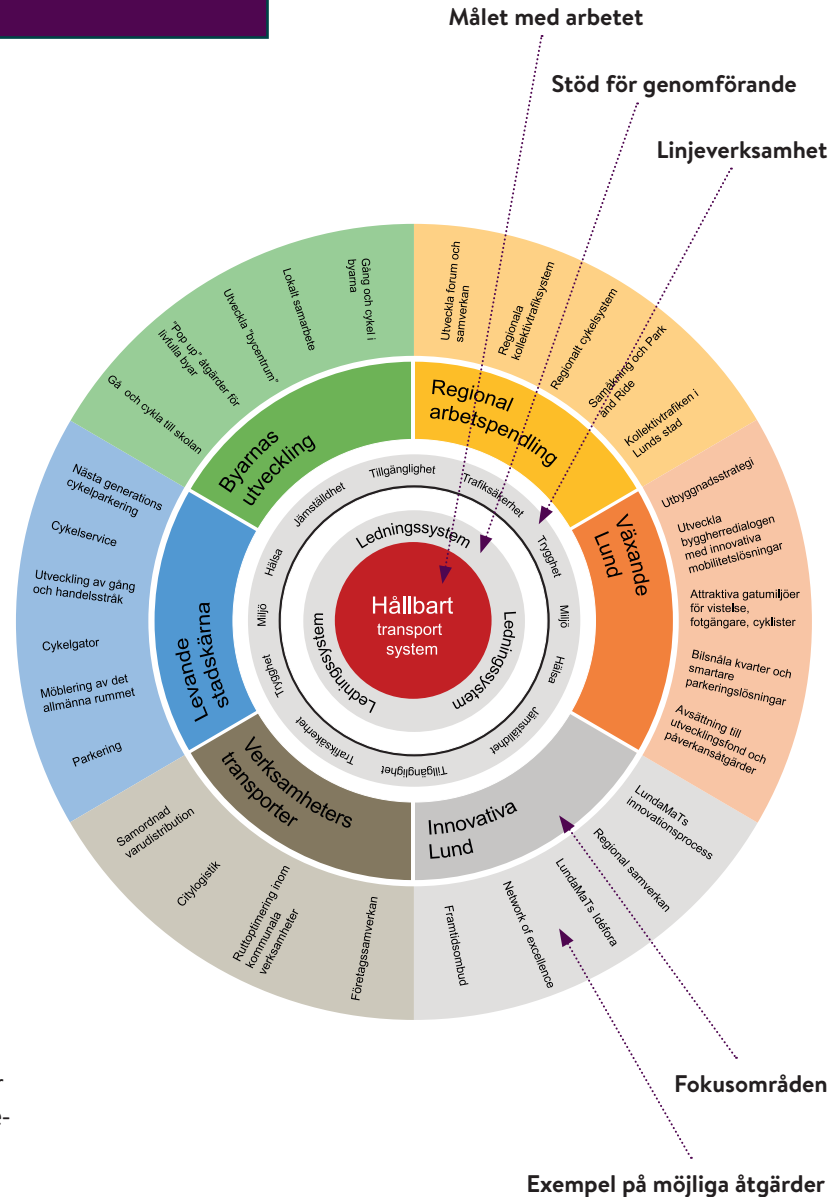 Målet med arbetet
Stöd för genomförande
Linjeverksamhet
Gå och cykla till skolan
"Pop up" åtgärder för
livfulla byar
Utveckla "bycentrum"
Lokalt samarbete
Gång och cykel i
byarna
Utveckla forum och
samverkan
Regionala
kollektivtrafiksystem
Regionalt cykelsystem
Samåkning och Park
and Ride
Kollektivtrafiken i
Lunds stad
Byarnas
utveckling
Regional
arbetspendling
Växande
Lund
Utbyggnadsstrategi
Utveckla
byggherredialogen
med innovativa
mobilitetslösningar
Attraktiva gatumiljöer
för vistelse,
fotgängare, cyklister
Bilsnåla kvarter och
smartare
parkeringslösningar
Avsättning till
utvecklingsfond och
påverkansåtgärder
Nästa generations
cykelparkering
Cykelservice
Utveckling av gång
och handelsstråk
Cykelgator
Möblering av det
allmänna rummet
Parkering
Levande
stadskärna
Miljö
Hälsa
Jämställdhet
Tillgänglighet
Trafiksäkerhet
Trygghet
Miljö
Hälsa
Jämställdhet
Tillgänglighet
Trafiksäkerhet
Trygghet
Ledningssystem
Ledningssystem
Ledningssystem
Hållbart
transport
system
Verksamheters
transporter
Innovativa
Lund
Samordnad
varudistribution
Citylogistik
Ruttoptimering inom
kommunala
verksamheter
Företagssamverkan
Framtidsombud
Network of excellence
LundaMaTs Idéfora
Regional samverkan
LundaMaTs
innovationsprocess
r
e-
Fokusområden
Exempel på möjliga åtgärder